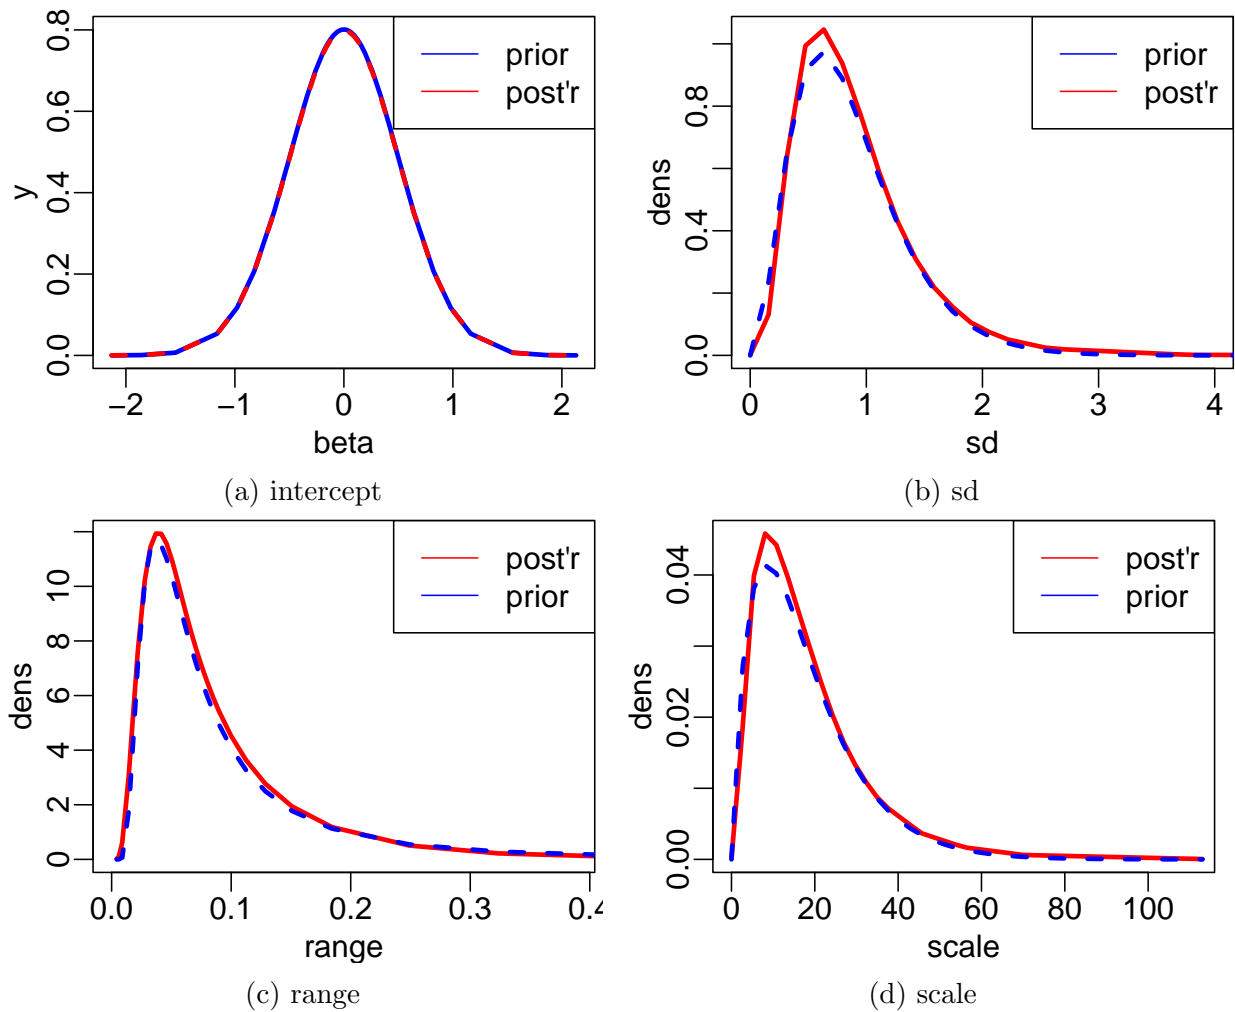 prior
post'r
0.0 0.2 0.4 0.6 0.8
y
−2 −1 0 1 2
beta
(a) intercept
prior
post'r
0.0 0.4 0.8
dens
0 1 2 3 4
sd
(b) sd
post'r
prior
0 2 4 6 8 10
dens
0.0 0.1 0.2 0.3 0.4
range
(c) range
post'r
prior
0.00 0.02 0.04
dens
0 20 40 60 80 100
scale
(d) scale